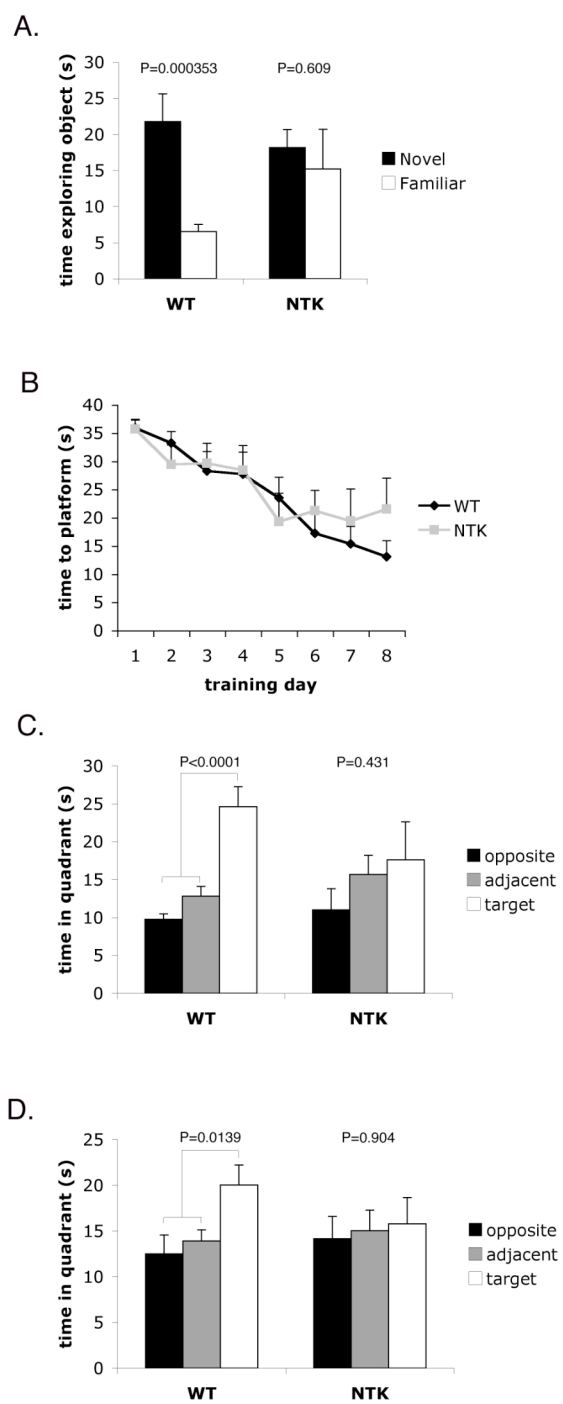 A.
P=0.000353 P=0.609
time exploring object (s)
30
25
20
15
10
5
0
Novel
Familiar
WT NTK
B
time to platform (s)
40
35
30
25
20
15
10
5
0
WT
NTK
1 2 3 4 5 6 7 8
training day
C.
P<0.0001 P=0.431
time in quadrant (s)
30
25
20
15
10
5
0
opposite
adjacent
target
WT NTK
D.
P=0.0139 P=0.904
time in quadrant (s)
25
20
15
10
5
0
opposite
adjacent
target
WT NTK